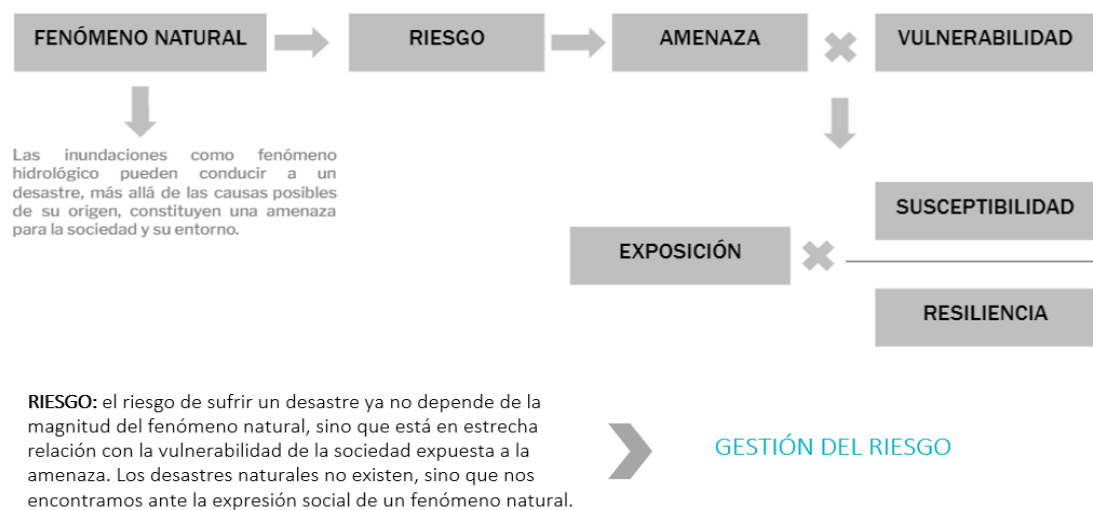 FENÓMENO NATURAL
RIESGO
AMENAZA
VULNERABILIDAD
Las inundaciones como fenómeno
hidrológico pueden conducir a un
desastre, más allá de las causas posibles
de su origen, constituyen una amenaza
para la sociedad y su entorno.
SUSCEPTIBILIDAD
EXPOSICIÓN
RESILIENCIA
RIESGO: el riesgo de sufrir un desastre ya no depende de la
magnitud del fenómeno natural, sino que está en estrecha
relación con la vulnerabilidad de la sociedad expuesta a la
amenaza. Los desastres naturales no existen, sino que nos
encontramos ante la expresión social de un fenómeno natural.
GESTIÓN DEL RIESGO